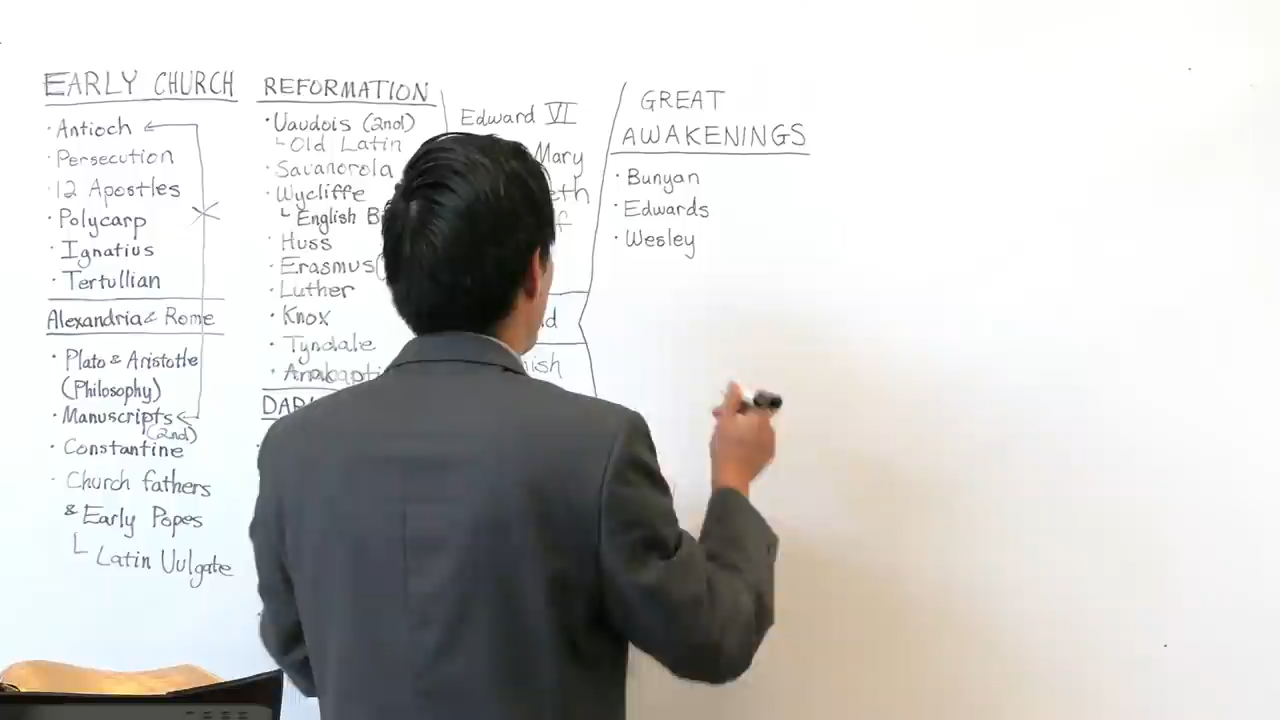 EARLY CHURCH
· Antioch
· Persecution
· 12 Apostles
· Polycarp
· Ignatius
· Tertullian
Alexandria & Rome
· Plato & Aristotle
(Philosophy)
· Manuscripts
(2nd)
· Constantine
· Church fathers
& Early Popes
Latin Vulgate
REFORMATION
· Vaudois (2nd)
Old Latin
· Savanorola
· Wycliffe
English
· Huss
· Erasmus
· Luther
· Knox
· Tyndale
Edward VI
Mary
GREAT
AWAKENINGS
· Bunyan
· Edwards
· Wesley